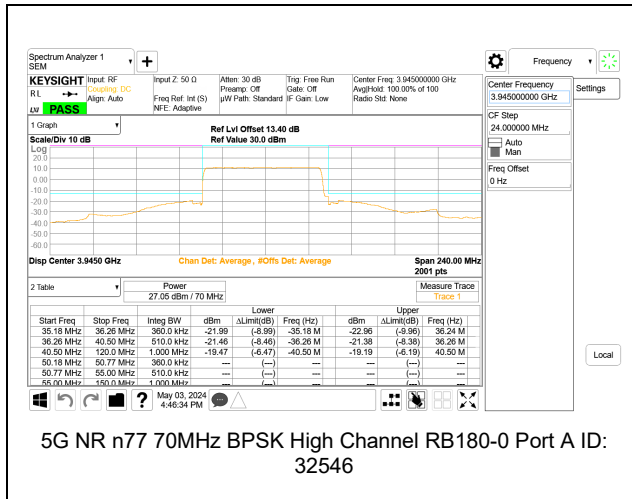 Spectrum Analyzer 1
SEM
+
Frequency
KEYSIGHT Input: RF Input Z: 50 Ω Atten: 30 dB Trig: Free Run Center Freq: 3.945000000 GHz
RL Coupling: DC Preamp: Off Gate: Off Avg|Hold: 100.00% of 100
Align: Auto Freq Ref: Int (S) µW Path: Standard IF Gain: Low Radio Std: None
LXI PASS NFE: Adaptive
Center Frequency
3.945000000 GHz
Settings
CF Step
24.000000 MHz
Auto
Man
Freq Offset
0 Hz
1 Graph
Ref Lvl Offset 13.40 dB
Scale/Div 10 dB Ref Value 30.0 dBm
Log
20.0
10.0
0.00
-10.0
-20.0
-30.0
-40.0
-50.0
-60.0
Disp Center 3.9450 GHz Chan Det: Average, #Offs Det: Average Span 240.00 MHz
2001 pts
2 Table Power Measure Trace
27.05 dBm / 70 MHz Trace 1
Lower Upper
Start Freq Stop Freq Integ BW dBm ΔLimit(dB) Freq (Hz) dBm ΔLimit(dB) Freq (Hz)
35.18 MHz 36.26 MHz 360.0 kHz -21.99 (-8.99) -35.18 M -22.96 (-9.96) 36.24 M
36.26 MHz 40.50 MHz 510.0 kHz -21.46 (-8.46) -36.26 M -21.38 (-8.38) 36.26 M
40.50 MHz 120.0 MHz 1.000 MHz -19.47 (-6.47) -40.50 M -19.19 (-6.19) 40.50 M
50.18 MHz 50.77 MHz 360.0 kHz --- (---) --- --- (---) ---
50.77 MHz 55.00 MHz 510.0 kHz --- (---) --- --- (---) ---
55.00 MHz 150.0 MHz 1.000 MHz --- (---) --- --- (---) ---
Local
? May 03, 2024
4:46:34 PM
5G NR n77 70MHz BPSK High Channel RB180-0 Port A ID:
32546